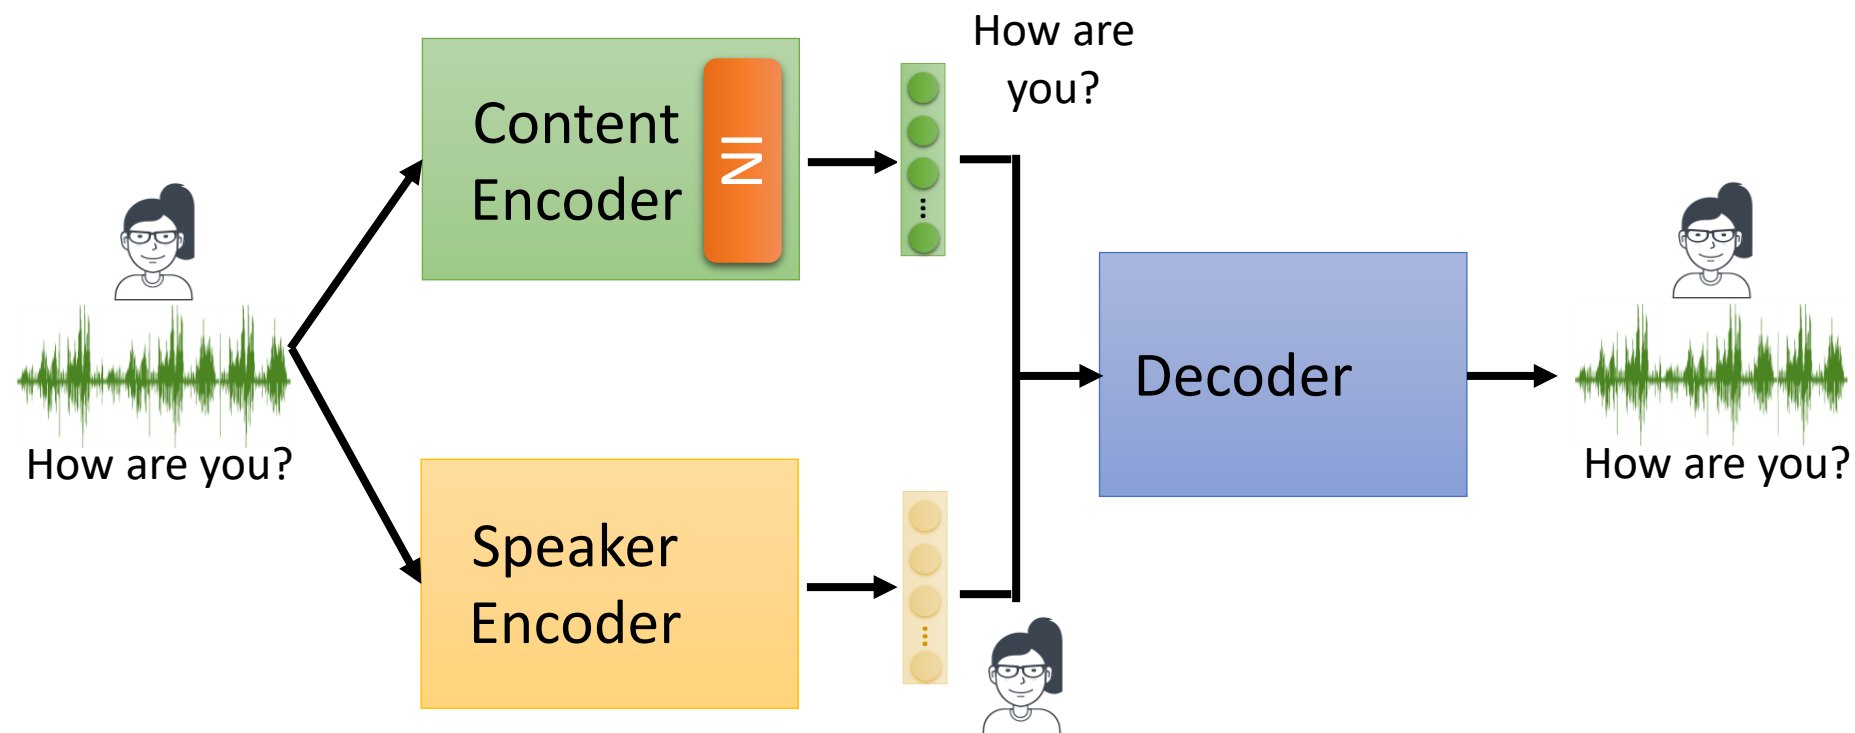 How are
you?
Content
Encoder
IN
How are you?
Decoder
How are you?
Speaker
Encoder